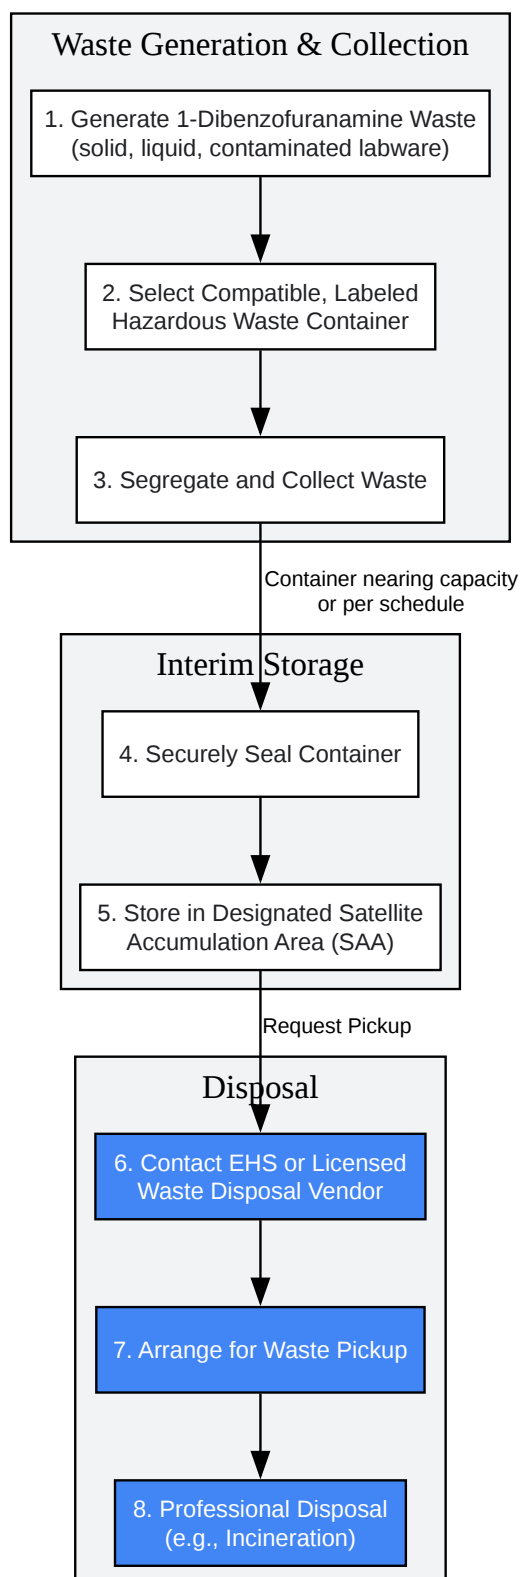 Waste Generation & Collection
1. Generate 1-Dibenzofuranamine Waste
(solid, liquid, contaminated labware)
2. Select Compatible, Labeled
Hazardous Waste Container
3. Segregate and Collect Waste
Container nearing capacity
or per schedule
Interim Storage
4. Securely Seal Container
5. Store in Designated Satellite
Accumulation Area (SAA)
Request Pickup
Disposal
6. Contact EHS or Licensed
Waste Disposal Vendor
7. Arrange for Waste Pickup
8. Professional Disposal
(e.g., Incineration)